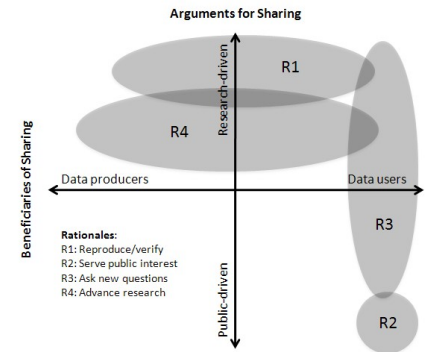 Arguments for Sharing
Research-driven
R1
R4
Beneficiaries of Sharing
Data producers
Data users
R3
Rationales:
R1: Reproduce/verify
R2: Serve public interest
R3: Ask new questions
R4: Advance research
Public-driven
R2